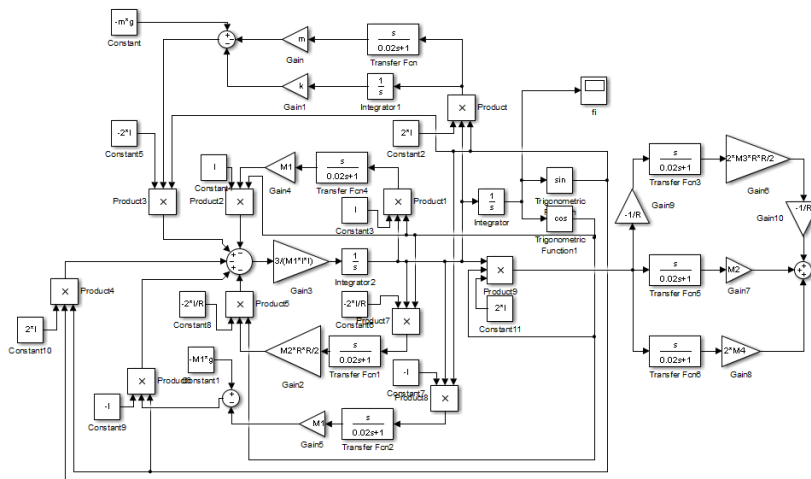 -m*g
Constant
m
Gain
s
0.02s+1
Transfer Fcn
k
Gain1
1
s
Integrator1
×
Product
2*l
Constant2
fi
-2*l
Constant5
×
Product3
l
×
Product2
M1
Gain4
s
0.02s+1
Transfer Fcn4
l
Constant3
×
Product1
1
s
Integrator
sin
Trigonometric
cos
Trigonometric
Function1
-1/R
Gain9
s
0.02s+1
Transfer Fcn3
2*M3*R*R/2
Gain6
-1/R
Gain10
×
Product4
2*l
Constant10
3/(M1*l*l)
Gain3
1
s
Integrator2
×
Product9
2*l
Constant11
s
0.02s+1
Transfer Fcn5
M2
Gain7
-2*l/R
Constant8
×
Product5
-2*l/R
×
Product7
M2*R*R/2
Gain2
s
0.02s+1
Transfer Fcn1
s
0.02s+1
Transfer Fcn6
2*M4
Gain8
-M1*g
Constant1
×
-l
Constant9
-l
Constant7
×
Product8
M1
Gain5
s
0.02s+1
Transfer Fcn2